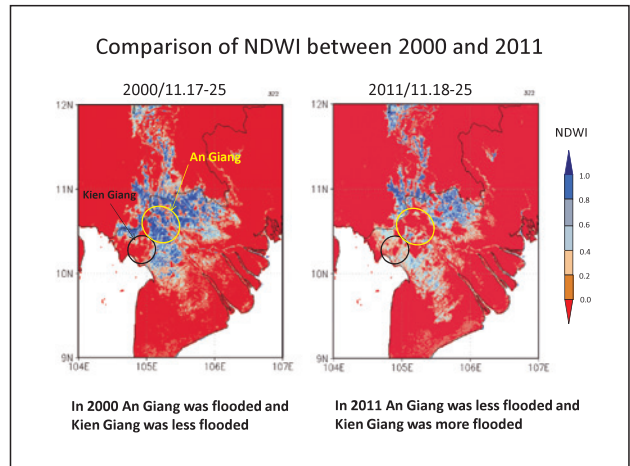 Comparison of NDWI between 2000 and 2011
2000/11.17-25
2011/11.18-25
12N
11N
10N
9N
104E
105E
106E
107E
An Giang
Kien Giang
12N
11N
10N
9N
104E
105E
106E
107E
NDWI
1.0
0.8
0.6
0.4
0.2
0.0
In 2000 An Giang was flooded and
Kien Giang was less flooded
In 2011 An Giang was less flooded and
Kien Giang was more flooded